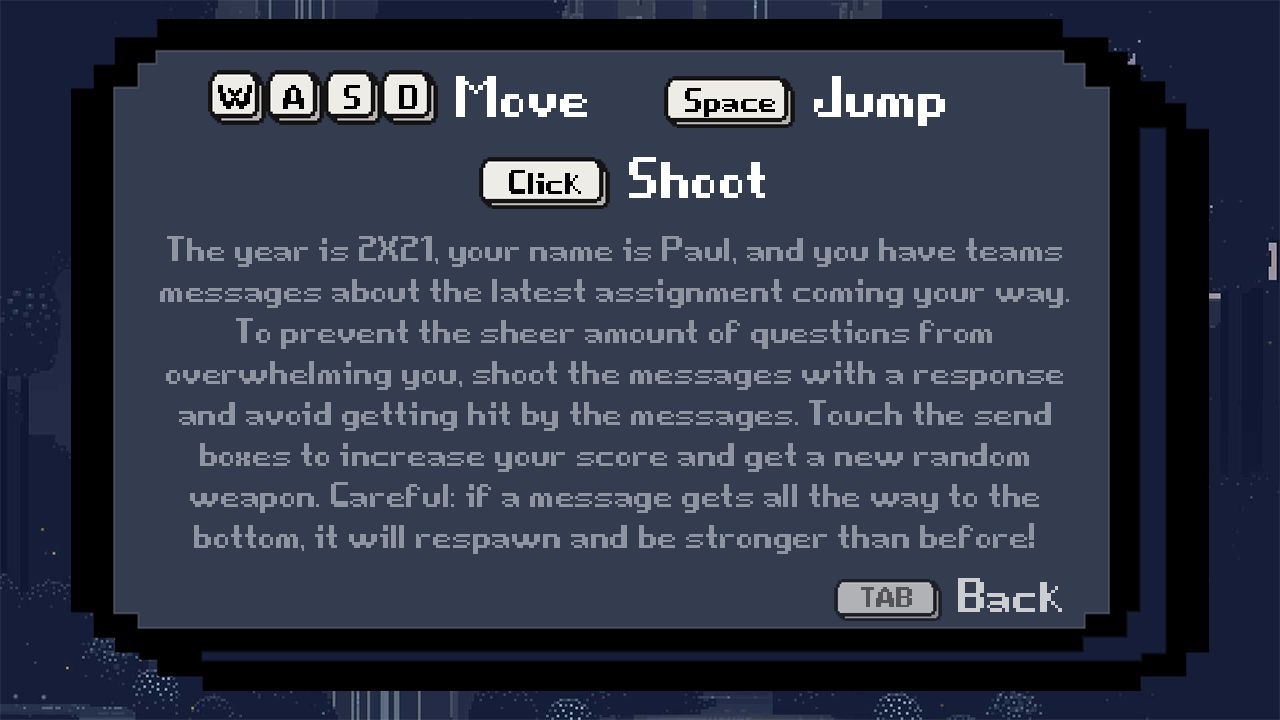 W A S D Move Space Jump
Click Shoot
The year is 2X21, your name is Paul, and you have teams
messages about the latest assignment coming your way.
To prevent the sheer amount of questions from
overwhelming you, shoot the messages with a response
and avoid getting hit by the messages. Touch the send
boxes to increase your score and get a new random
weapon. Careful: if a message gets all the way to the
bottom, it will respawn and be stronger than before!
TAB Back